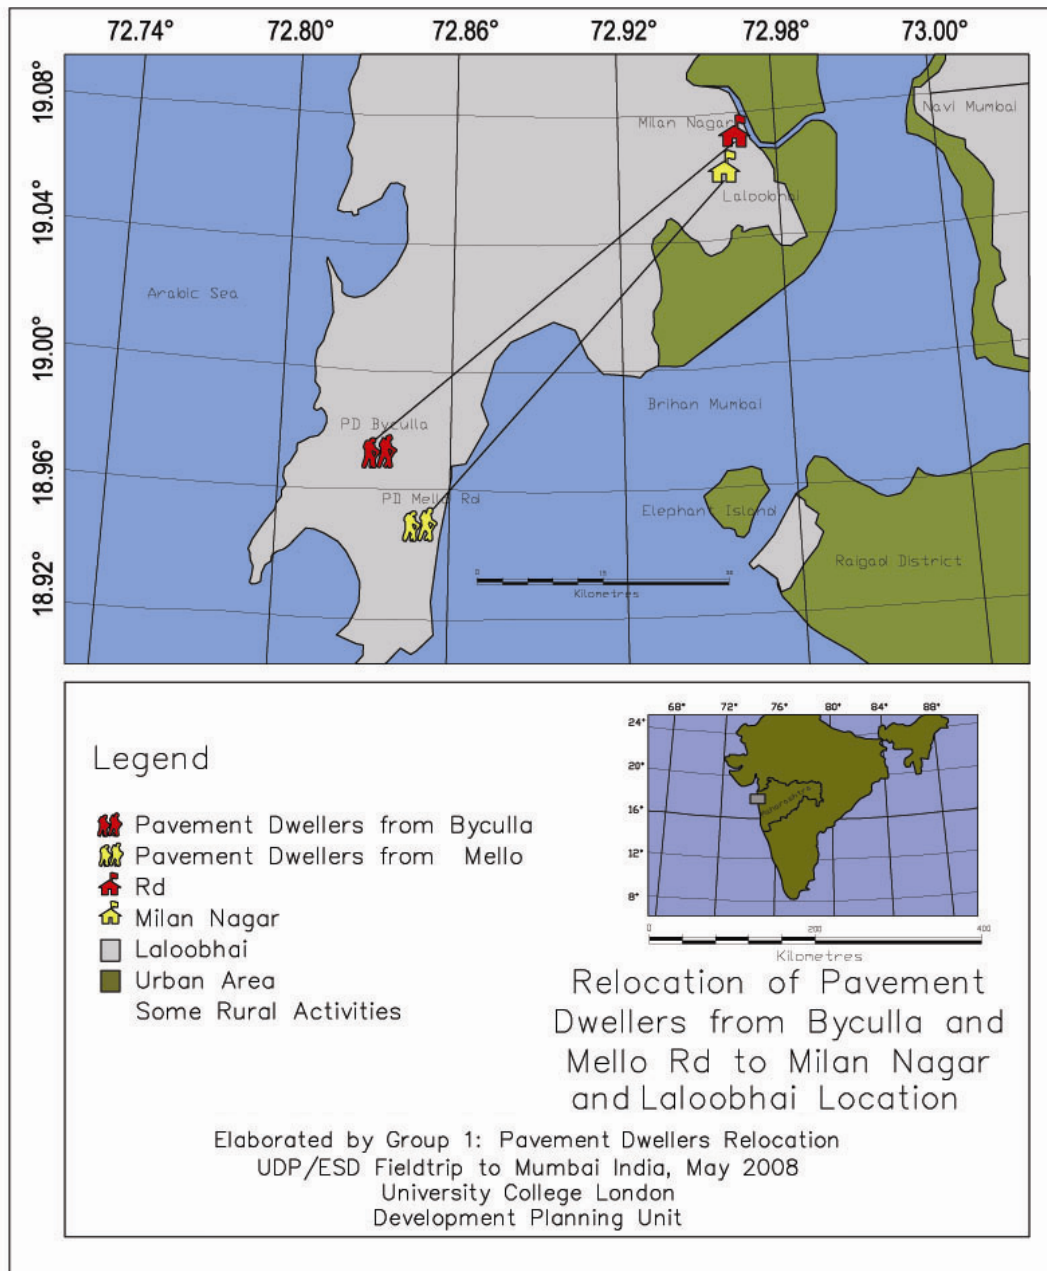 72.74° 72.80° 72.86° 72.92° 72.98° 73.00°
19.08°
19.04°
19.00°
18.96°
18.92°
Navi Mumbai
Milan Nagar
Laloobhai
Arabic Sea
Brihan Mumbai
PD Byculla
PD Mello Rd
Elephant Island
Raigad District
0
Kilometres
Legend
Pavement Dwellers from Byculla
Pavement Dwellers from Mello
Rd
Milan Nagar
Laloobhai
Urban Area
Some Rural Activities
68° 72° 76° 80° 84° 88°
24°
20°
16°
12°
8°
Maharashtra
0 200 400
Kilometres
Relocation of Pavement
Dwellers from Byculla and
Mello Rd to Milan Nagar
and Laloobhai Location
Elaborated by Group 1: Pavement Dwellers Relocation
UDP/ESD Fieldtrip to Mumbai India, May 2008
University College London
Development Planning Unit